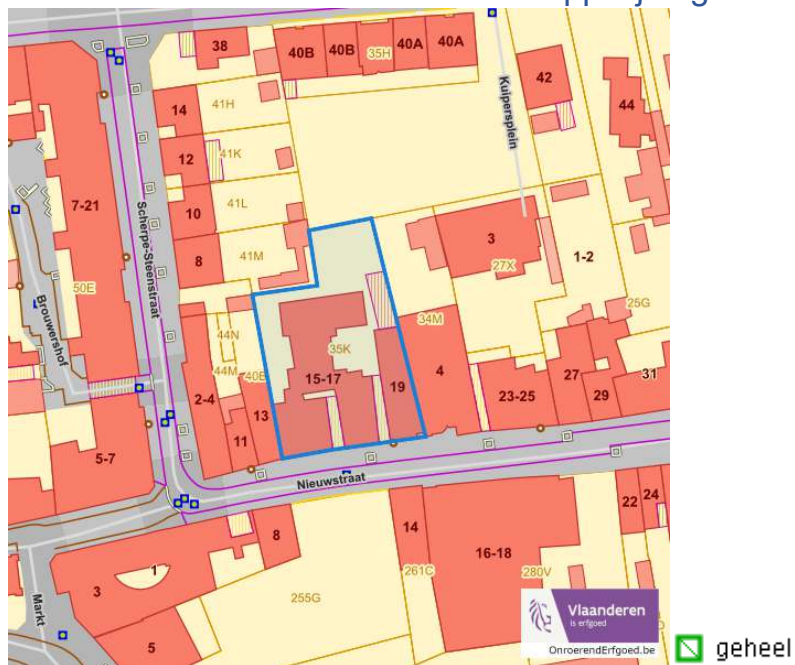 38
40B
40B
35H
40A
40A
Kuipersplein
42
44
14
41H
12
41K
7-21
Scherpe-Steenstraat
10
41L
8
41M
3
27X
1-2
50E
Brouwershof
25G
44N
34M
44M
35K
40E
2-4
15-17
19
4
13
11
23-25
27
29
31
5-7
Nieuwstraat
22
24
8
14
16-18
1
3
261C
280V
255G
Markt
5
Vlaanderen
is erfgoed
OnroerendErfgoed.be
geheel